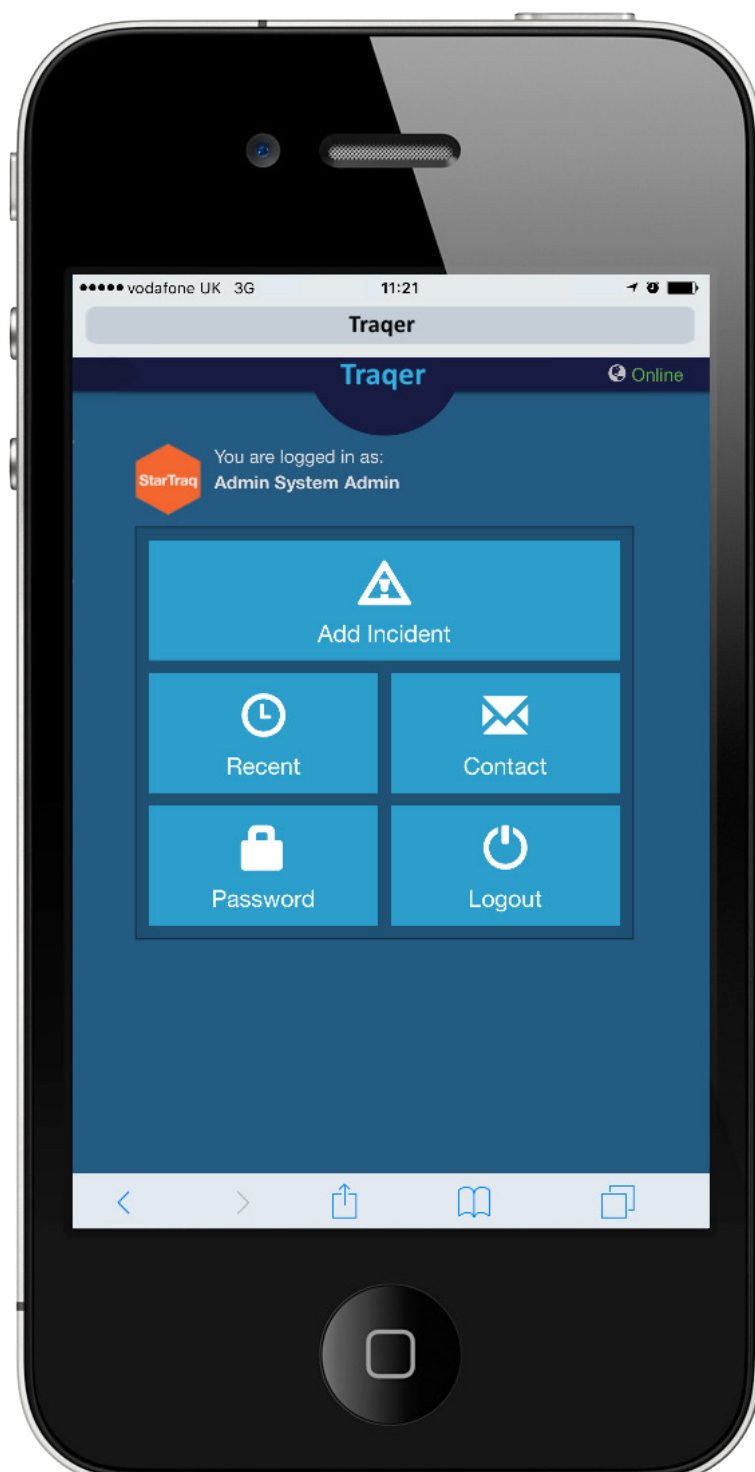 vodafone UK 3G 11:21
Traqer
Traqer Online
You are logged in as:
StarTraq Admin System Admin
Add Incident
Recent Contact
Password Logout